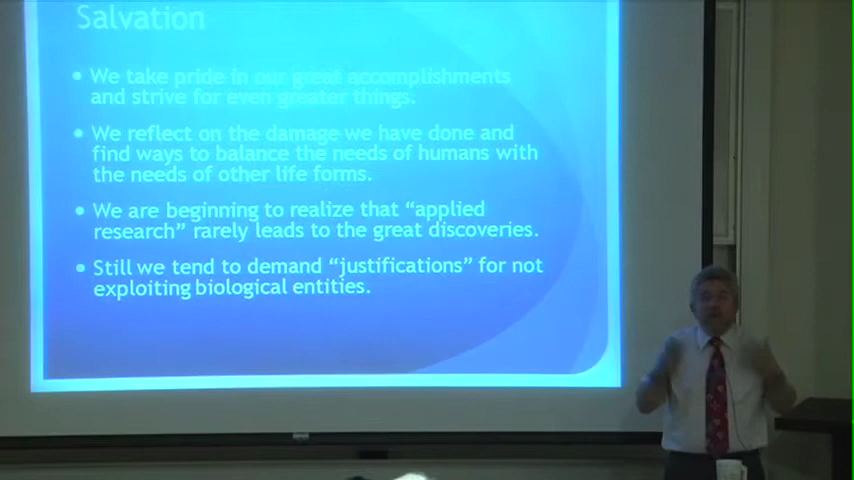 Salvation
• We take pride in our great accomplishments
and strive for even greater things.
• We reflect on the damage we have done and
find ways to balance the needs of humans with
the needs of other life forms.
• We are beginning to realize that “applied
research” rarely leads to the great discoveries.
• Still we tend to demand “justifications” for not
exploiting biological entities.